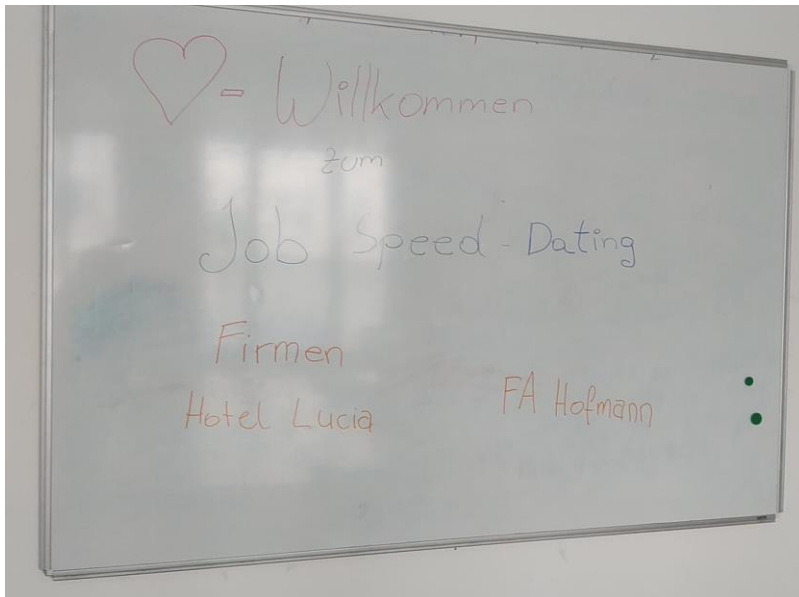 ♡- Willkommen
zum
Job Speed-Dating
Firmen
Hotel Lucia
FA Hofmann